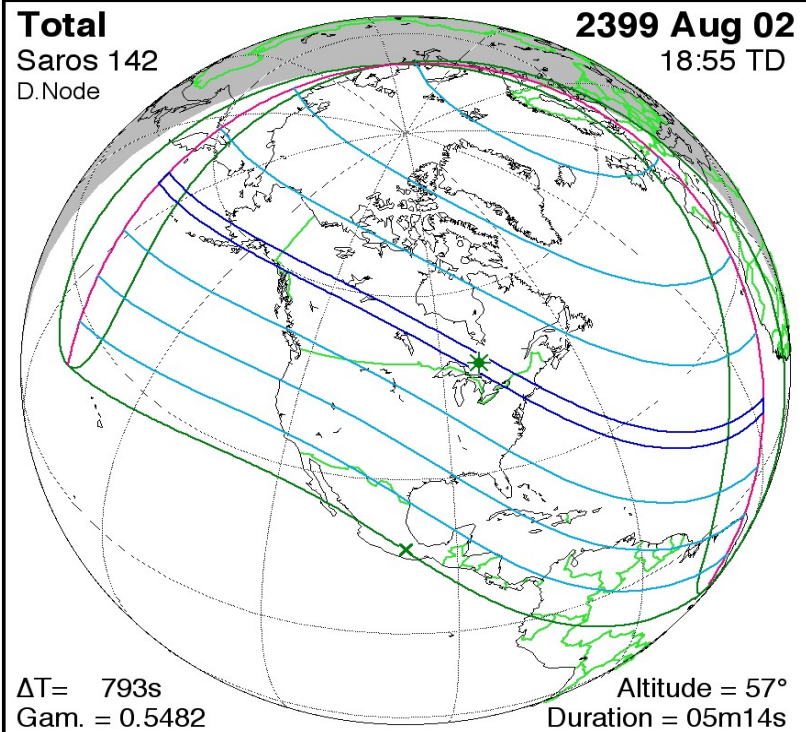 Total
2399 Aug 02
Saros 142
18:55 TD
D.Node
ΔT= 793s
Altitude = 57°
Gam. = 0.5482
Duration = 05m14s